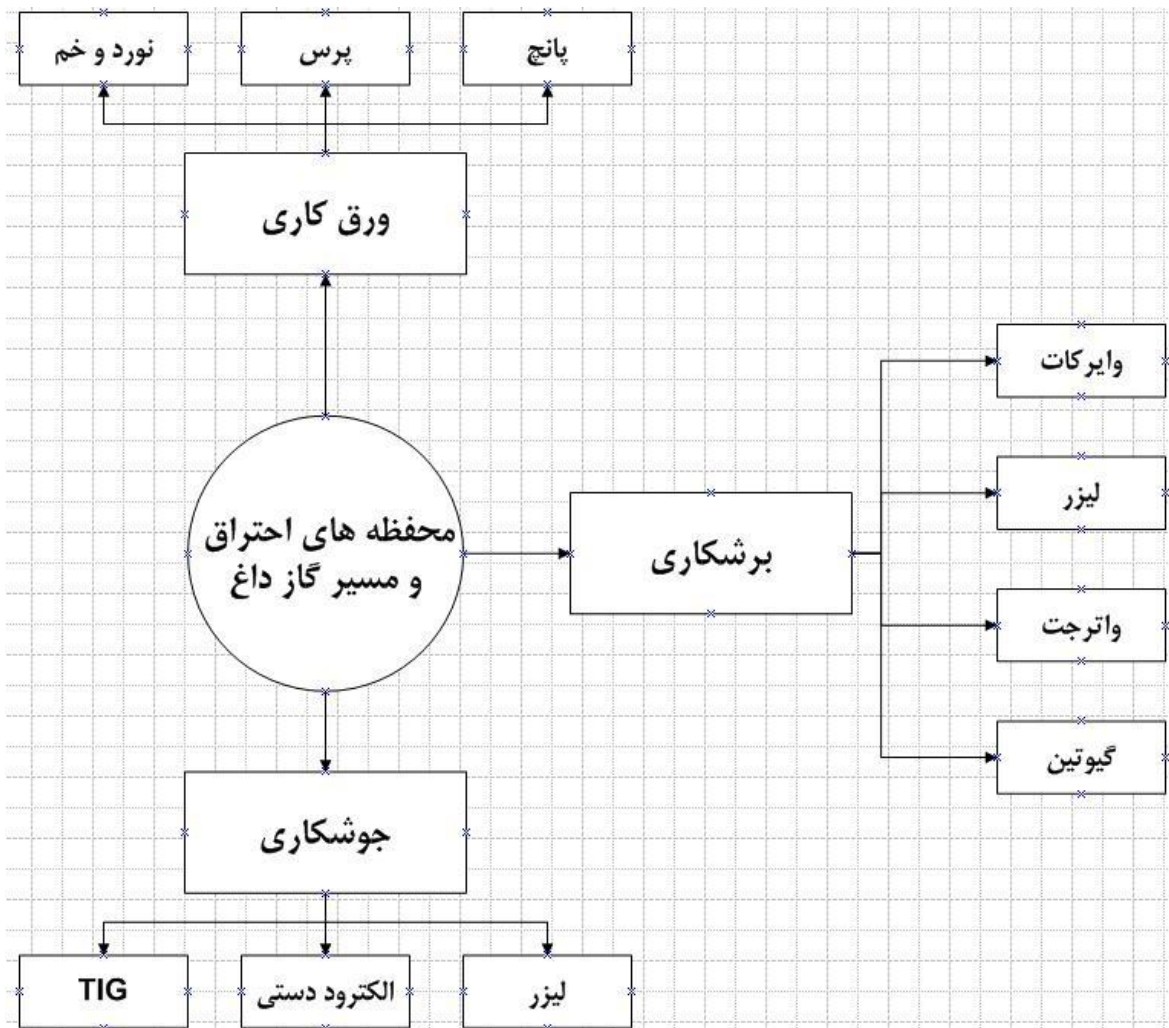 پانچ
پرس
نورد و خم
ورق کاری
وایرکات
لیزر
محفظه های احتراق
و مسیر گاز داغ
برشکاری
واترجت
گیوتین
جوشکاری
لیزر
الکترود دستی
TIG